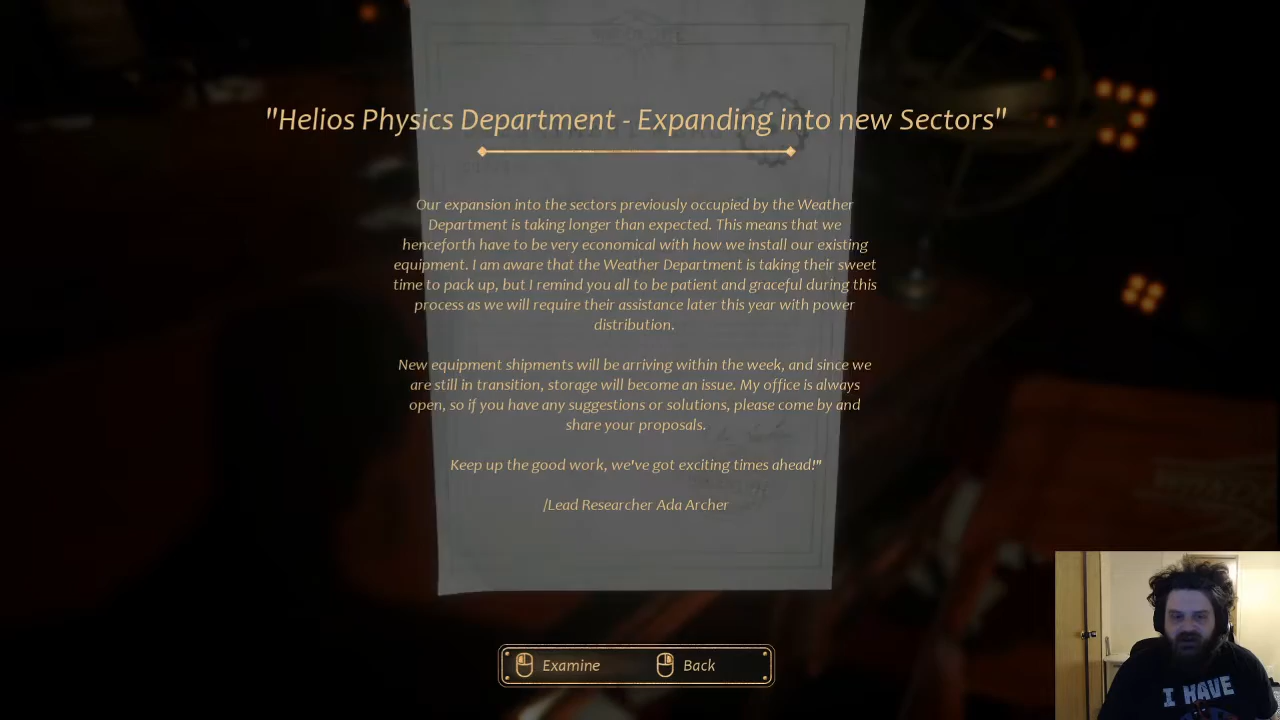 "Helios Physics Department - Expanding into new Sectors"
Our expansion into the sectors previously occupied by the Weather
Department is taking longer than expected. This means that we
henceforth have to be very economical with how we install our existing
equipment. I am aware that the Weather Department is taking their sweet
time to pack up, but I remind you all to be patient and graceful during this
process as we will require their assistance later this year with power
distribution.
New equipment shipments will be arriving within the week, and since we
are still in transition, storage will become an issue. My office is always
open, so if you have any suggestions or solutions, please come by and
share your proposals.
Keep up the good work, we've got exciting times ahead!"
/Lead Researcher Ada Archer
Examine
Back
I HAVE